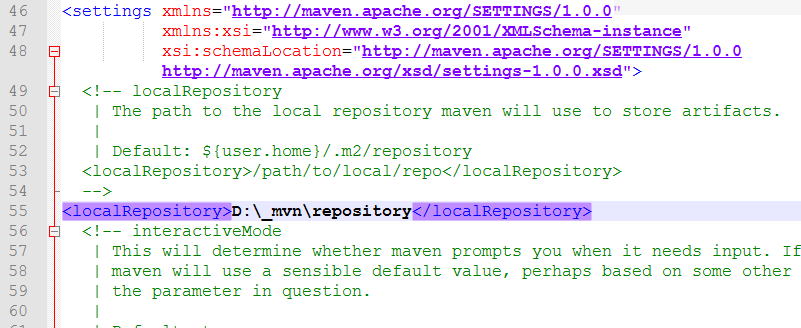 46 <settings xmlns="http://maven.apache.org/SETTINGS/1.0.0"
47 xmlns:xsi="http://www.w3.org/2001/XMLSchema-instance"
48 xsi:schemaLocation="http://maven.apache.org/SETTINGS/1.0.0
http://maven.apache.org/xsd/settings-1.0.0.xsd">
49 <!-- localRepository
50 | The path to the local repository maven will use to store artifacts.
51 |
52 | Default: ${user.home}/.m2/repository
53 <localRepository>/path/to/local/repo</localRepository>
54 -->
55 <localRepository>D:\_mvn\repository</localRepository>
56 <!-- interactiveMode
57 | This will determine whether maven prompts you when it needs input. If
58 | maven will use a sensible default value, perhaps based on some other
59 | the parameter in question.
60 |